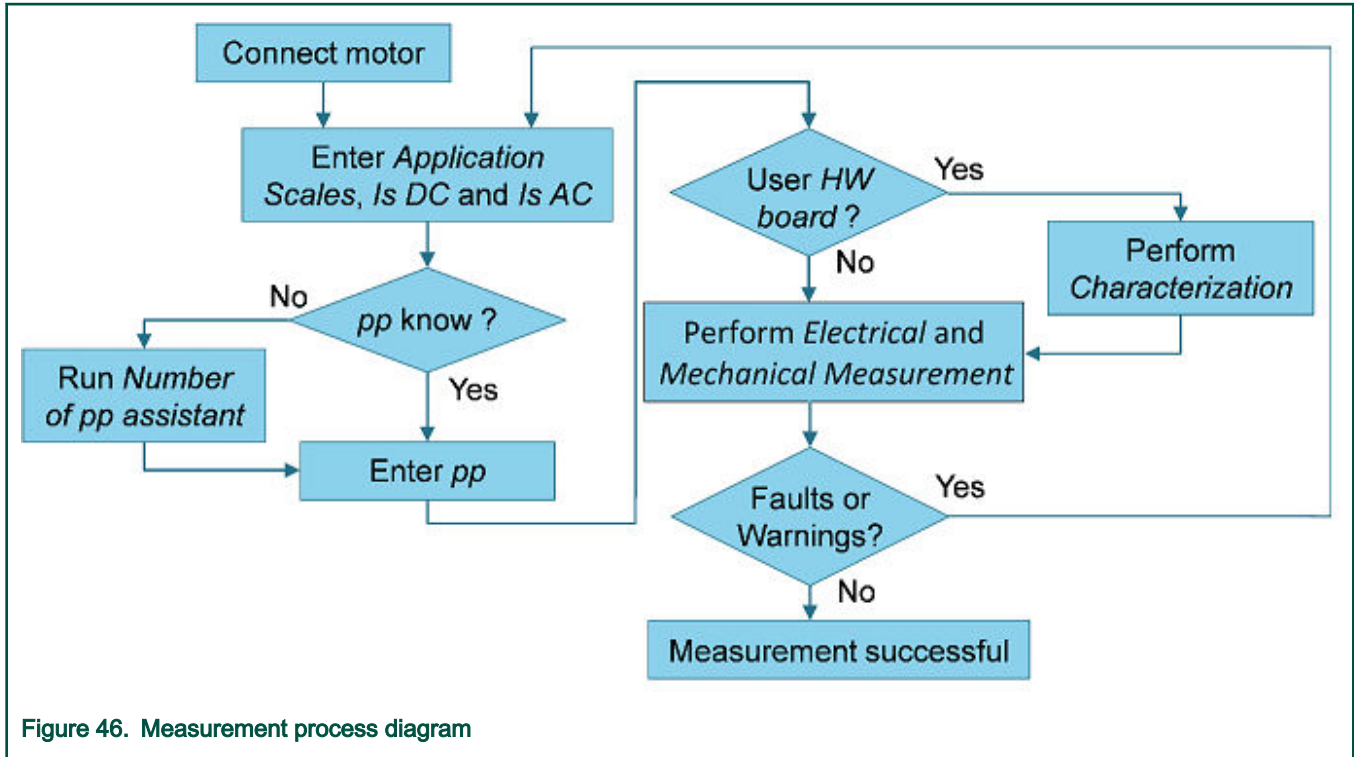 Connect motor
Enter Application
Scales, Is DC and Is AC
pp know ?
No
Yes
Run Number
of pp assistant
Enter pp
User HW
board ?
Yes
No
Perform
Characterization
Perform Electrical and
Mechanical Measurement
Faults or
Warnings?
Yes
No
Measurement successful
Figure 46. Measurement process diagram